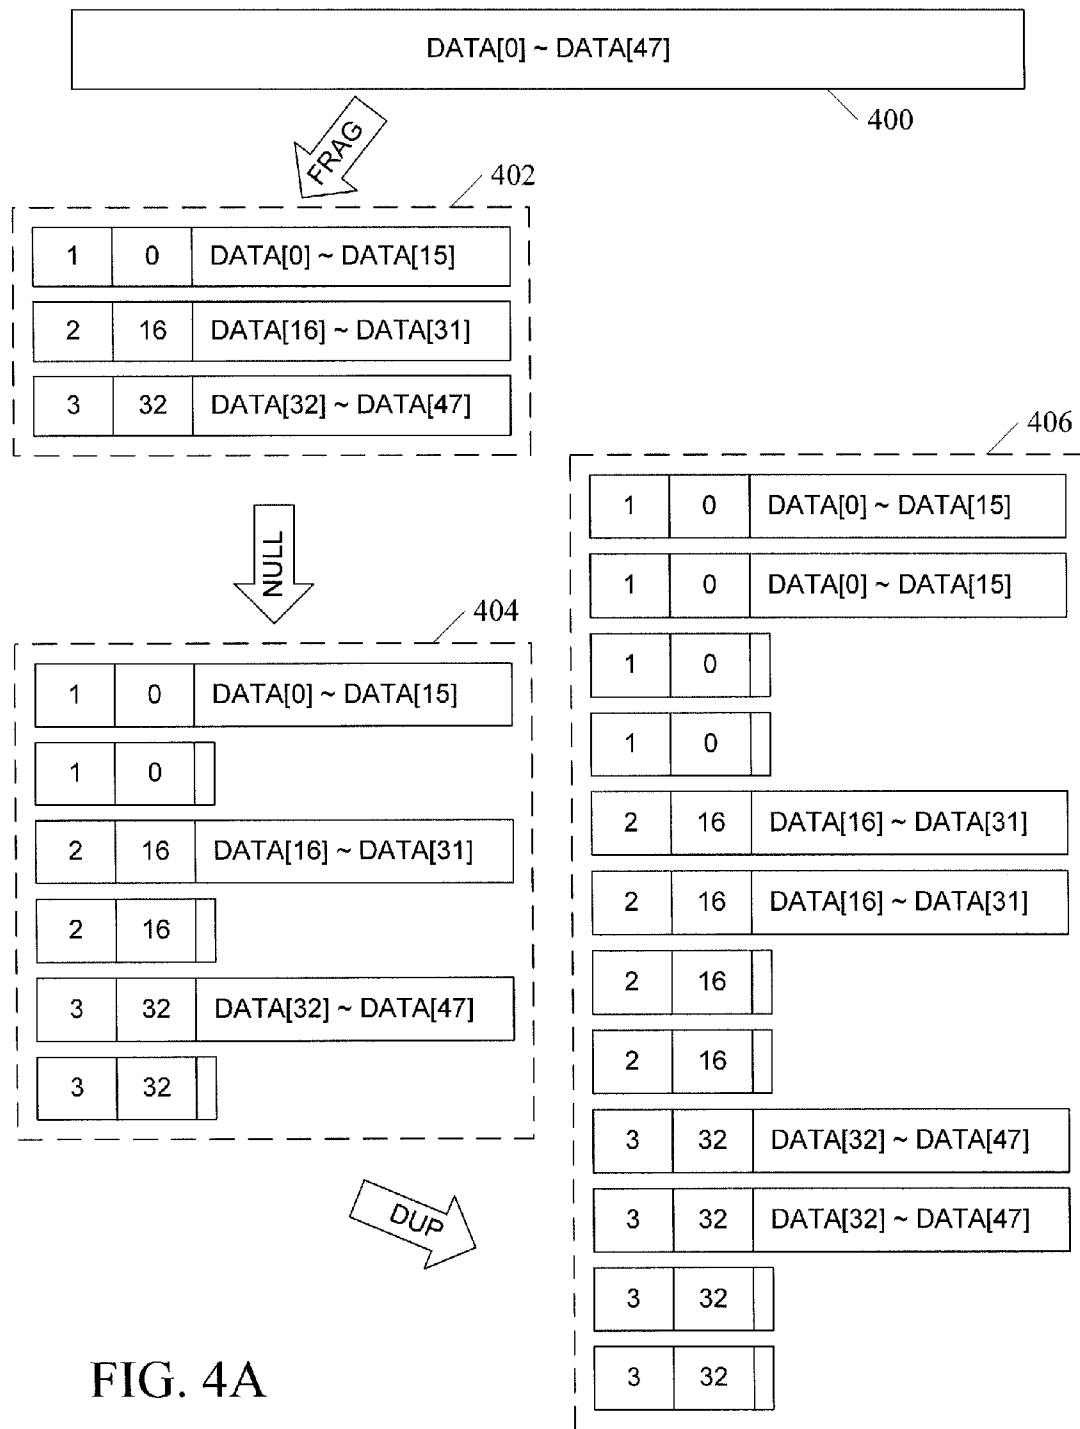 DATA[0] ~ DATA[47]
400
FRAG
402
1 0 DATA[0] ~ DATA[15]
2 16 DATA[16] ~ DATA[31]
3 32 DATA[32] ~ DATA[47]
NULL
404
1 0 DATA[0] ~ DATA[15]
1 0
2 16 DATA[16] ~ DATA[31]
2 16
3 32 DATA[32] ~ DATA[47]
3 32
DUP
406
1 0 DATA[0] ~ DATA[15]
1 0 DATA[0] ~ DATA[15]
1 0
1 0
2 16 DATA[16] ~ DATA[31]
2 16 DATA[16] ~ DATA[31]
2 16
2 16
3 32 DATA[32] ~ DATA[47]
3 32 DATA[32] ~ DATA[47]
3 32
3 32
FIG. 4A